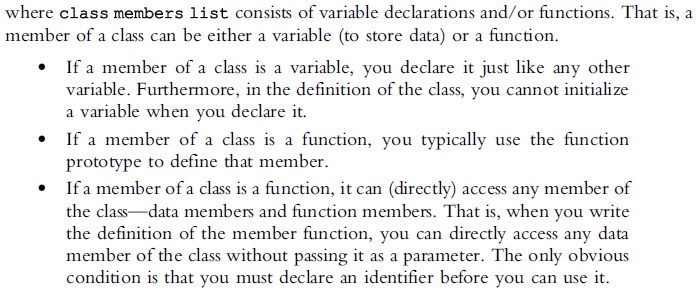 where class members list consists of variable declarations and/or functions. That is, a
member of a class can be either a variable (to store data) or a function.
• If a member of a class is a variable, you declare it just like any other
variable. Furthermore, in the definition of the class, you cannot initialize
a variable when you declare it.
• If a member of a class is a function, you typically use the function
prototype to define that member.
• If a member of a class is a function, it can (directly) access any member of
the class—data members and function members. That is, when you write
the definition of the member function, you can directly access any data
member of the class without passing it as a parameter. The only obvious
condition is that you must declare an identifier before you can use it.